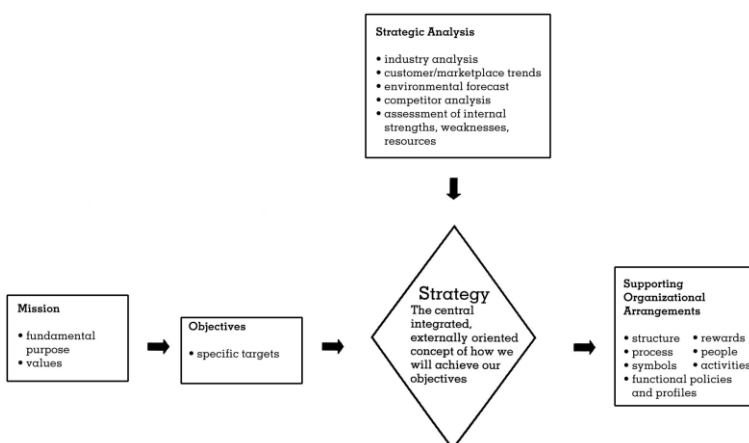 Strategic Analysis
• industry analysis
• customer/marketplace trends
• environmental forecast
• competitor analysis
• assessment of internal
strengths, weaknesses,
resources
Mission
• fundamental
purpose
• values
Objectives
• specific targets
Strategy
The central
integrated,
externally oriented
concept of how we
will achieve our
objectives
Supporting
Organizational
Arrangements
• structure • rewards
• process • people
• symbols • activities
• functional policies
and profiles